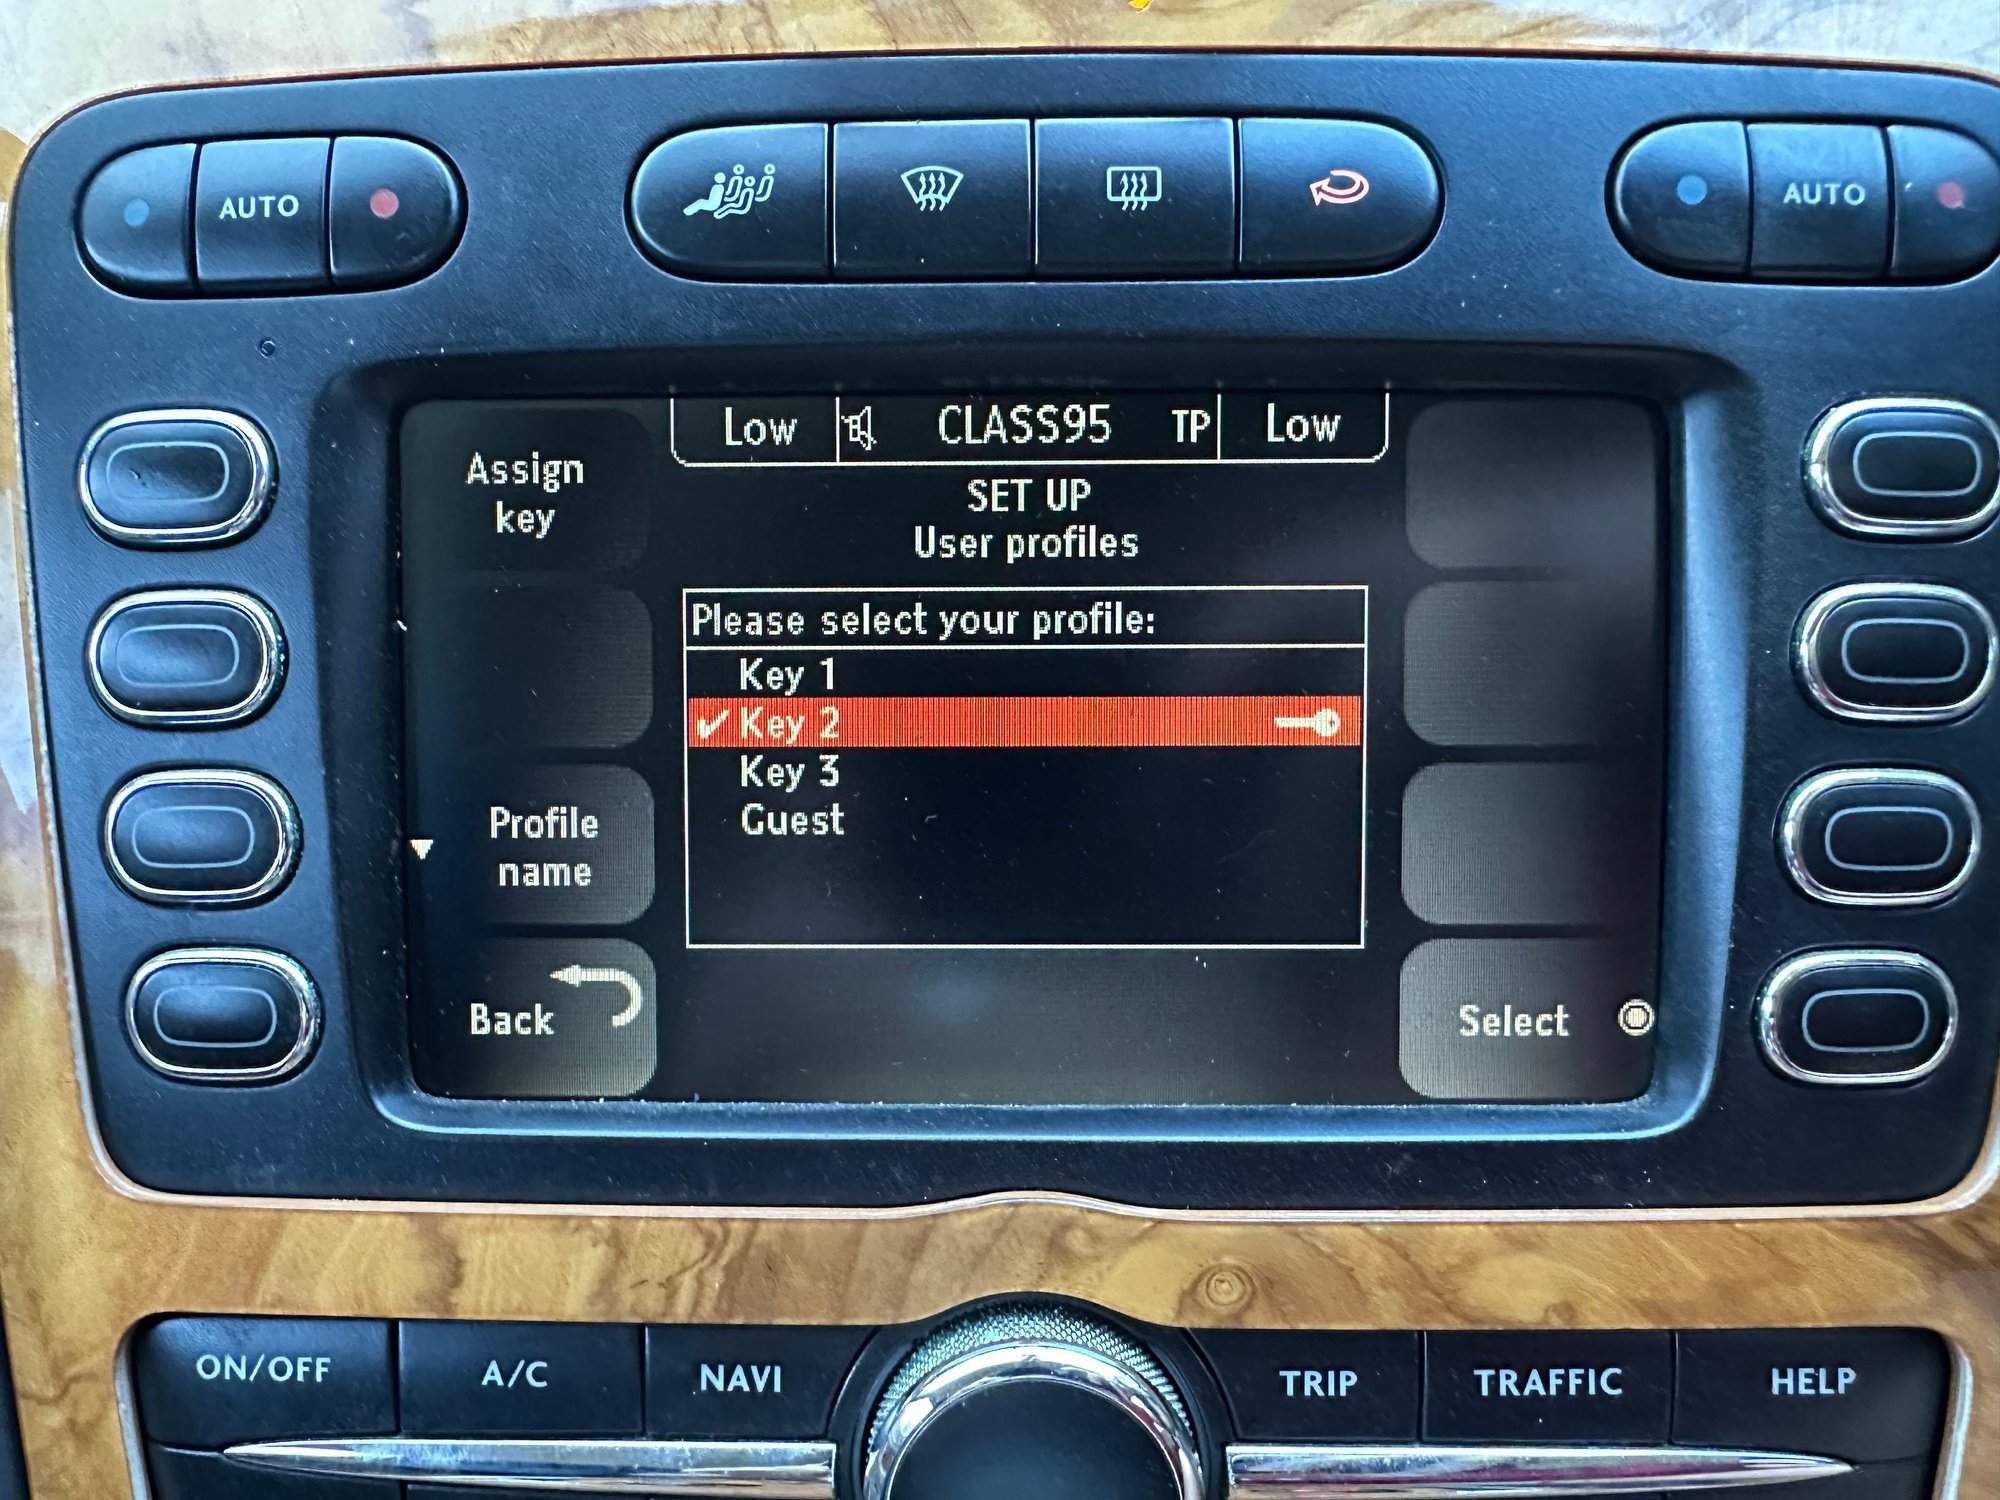 AUTO
AUTO
Low
CLASS95
TP
Low
Assign
key
SET UP
User profiles
Please select your profile:
Key 1
Key 2
Key 3
Guest
Profile
name
Back
Select
ON/OFF
A/C
NAVI
TRIP
TRAFFIC
HELP